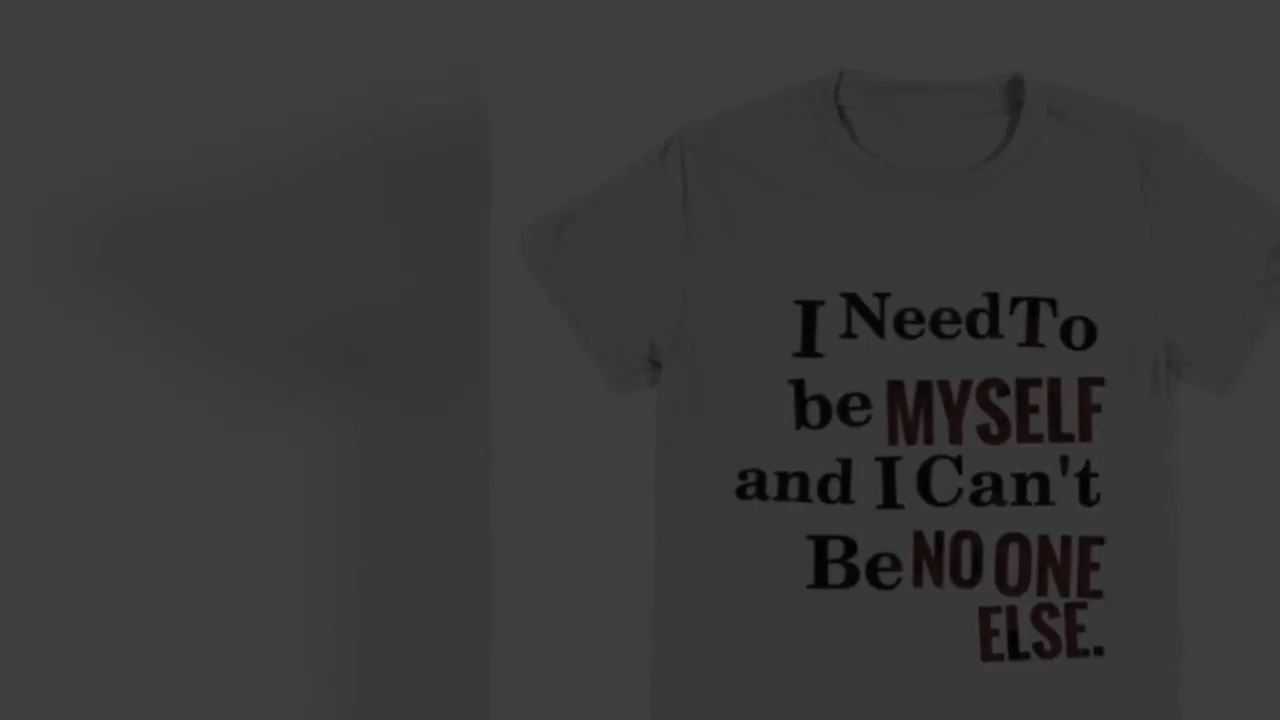 I Need To
be MYSELF
and I Can't
Be NO ONE
ELSE.